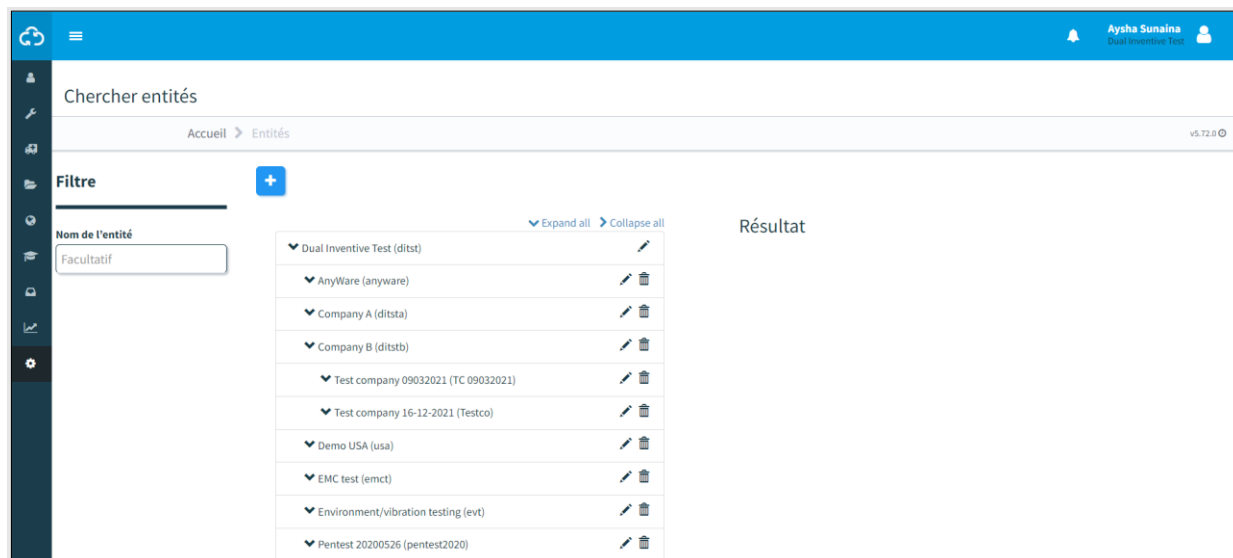 Aysha Sunaina
Dual Inventive Test
Chercher entités
Accueil Entités
v5.72.0
Filtre
+
Nom de l'entité
Facultatif
Expand all Collapse all
Résultat
Dual Inventive Test (ditst)
AnyWare (anyware)
Company A (ditsta)
Company B (ditstb)
Test company 09032021 (TC 09032021)
Test company 16-12-2021 (Testco)
Demo USA (usa)
EMC test (emct)
Environment/vibration testing (evt)
Pentest 20200526 (pentest2020)